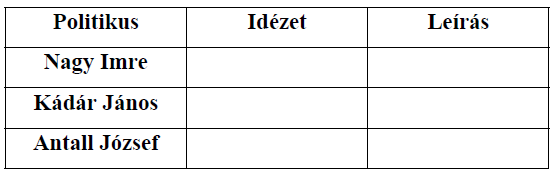 Politikus Idézet Leírás
Nagy Imre
Kádár János
Antall József